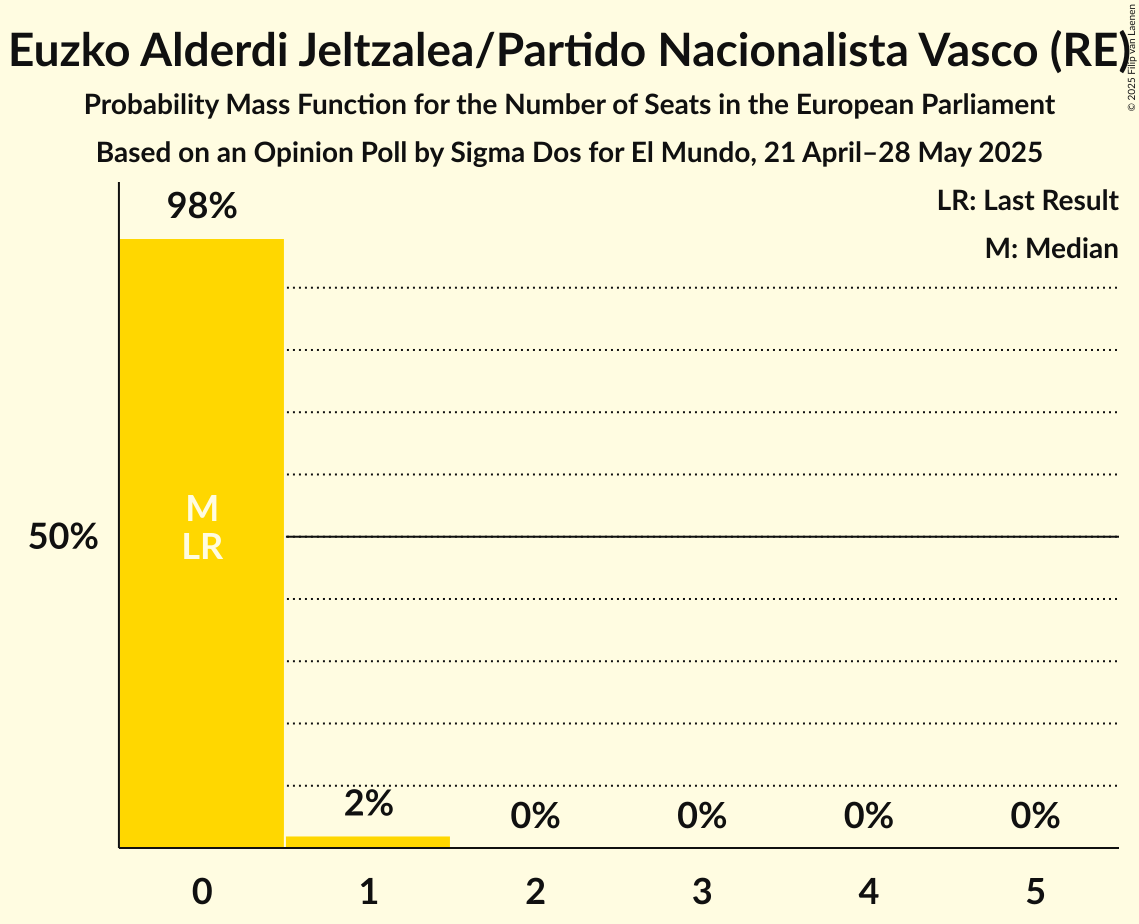 Euzko Alderdi Jeltzalea/Partido Nacionalista Vasco (RE)
© 2025 Filip van Laenen
Probability Mass Function for the Number of Seats in the European Parliament
Based on an Opinion Poll by Sigma Dos for El Mundo, 21 April–28 May 2025
LR: Last Result
M: Median
98%
M
LR
50%
2%
0%
0%
0%
0%
0
1
2
3
4
5